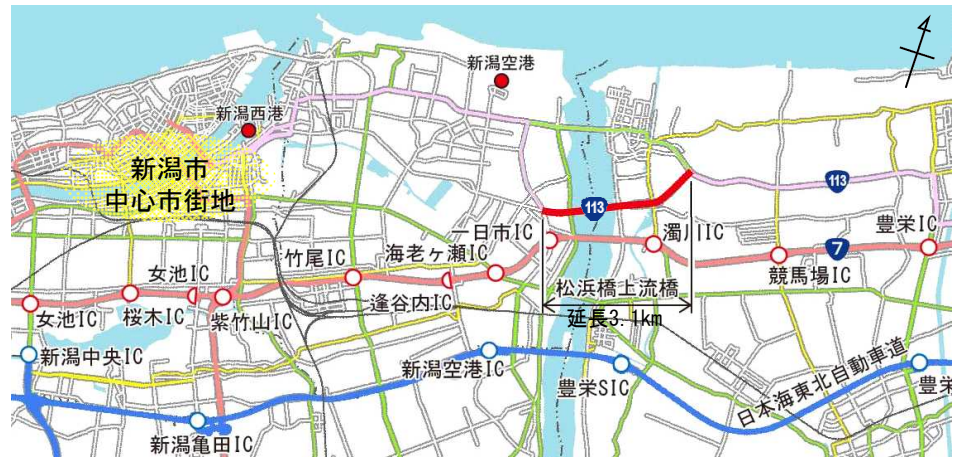 新潟空港
新潟西港
新潟市
中心市街地
113
113
一日市IC
濁川IC
7
豊栄IC
竹尾IC
海老ヶ瀬IC
競馬場IC
女池IC
松浜橋上流橋
延長3.1km
逢谷内IC
女池IC
桜木IC
紫竹山IC
新潟中央IC
新潟空港IC
豊栄SIC
日本海東北自動車道
豊栄
新潟亀田IC